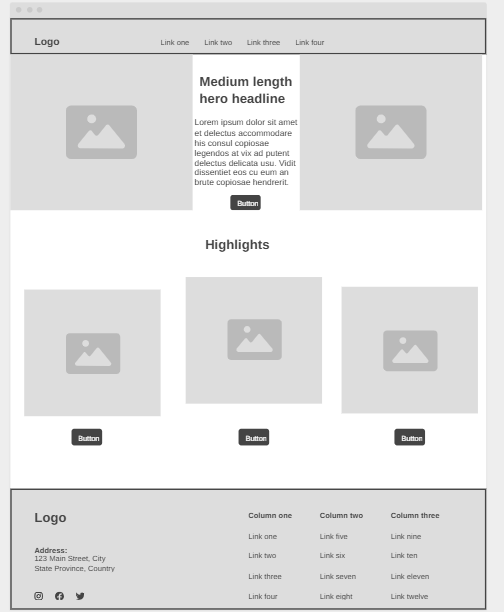 Logo
Link one Link two Link three Link four
Medium length
hero headline
Lorem ipsum dolor sit amet
et delectus accommodare
his consul copiosae
legendos at vix ad putent
delectus delicata usu. Vidit
dissentiet eos cu eum an
brute copiosae hendrerit.
Button
Highlights
Button Button Button
Logo
Address:
123 Main Street, City
State Province, Country
Column one
Link one
Link two
Link three
Link four
Column two
Link five
Link six
Link seven
Link eight
Column three
Link nine
Link ten
Link eleven
Link twelve